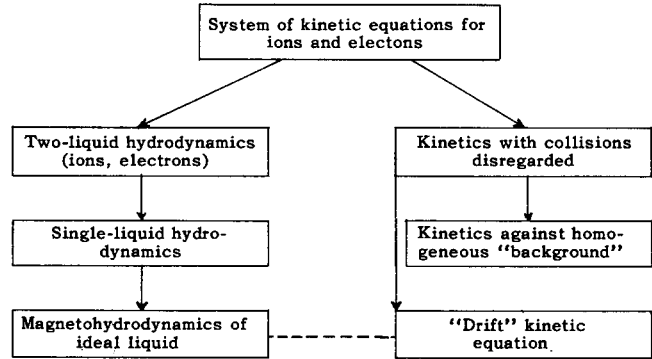 System of kinetic equations for
ions and electons
Two-liquid hydrodynamics
(ions, electrons)
Kinetics with collisions
disregarded
Single-liquid hydro-
dynamics
Kinetics against homo-
geneous “background”
Magnetohydrodynamics of
ideal liquid
“Drift” kinetic
equation